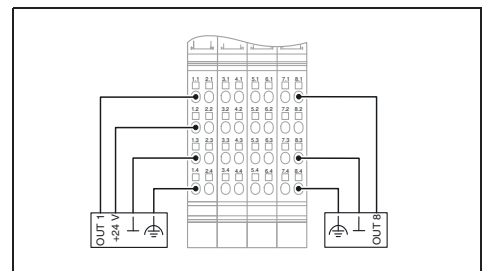 1.1 2.1 3.1 4.1 5.1 6.1 7.1 8.1
1.2 2.2 3.2 4.2 5.2 6.2 7.2 8.2
1.3 2.3 3.3 4.3 5.3 6.3 7.3 8.3
1.4 2.4 3.4 4.4 5.4 6.4 7.4 8.4
OUT 1
+24 V
OUT 8